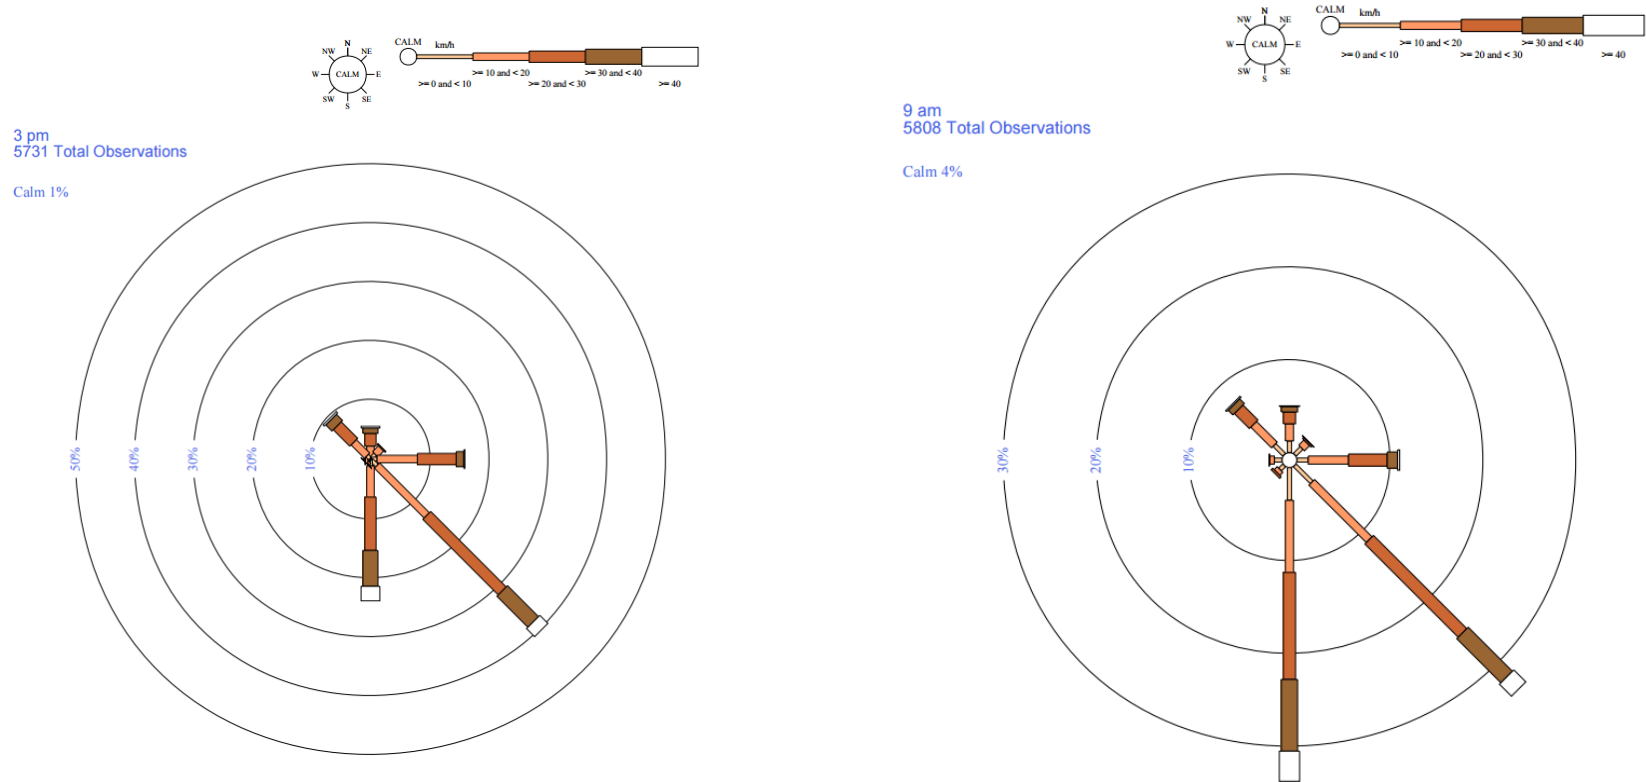 N
NW NE
W CALM E
SW SE
S
CALM km/h
>= 10 and < 20 >= 30 and < 40
>= 0 and < 10 >= 20 and < 30 >= 40
3 pm
5731 Total Observations
Calm 1%
50% 40% 30% 20% 10%
N
NW NE
W CALM E
SW SE
S
CALM km/h
>= 10 and < 20 >= 30 and < 40
>= 0 and < 10 >= 20 and < 30 >= 40
9 am
5808 Total Observations
Calm 4%
30% 20% 10%